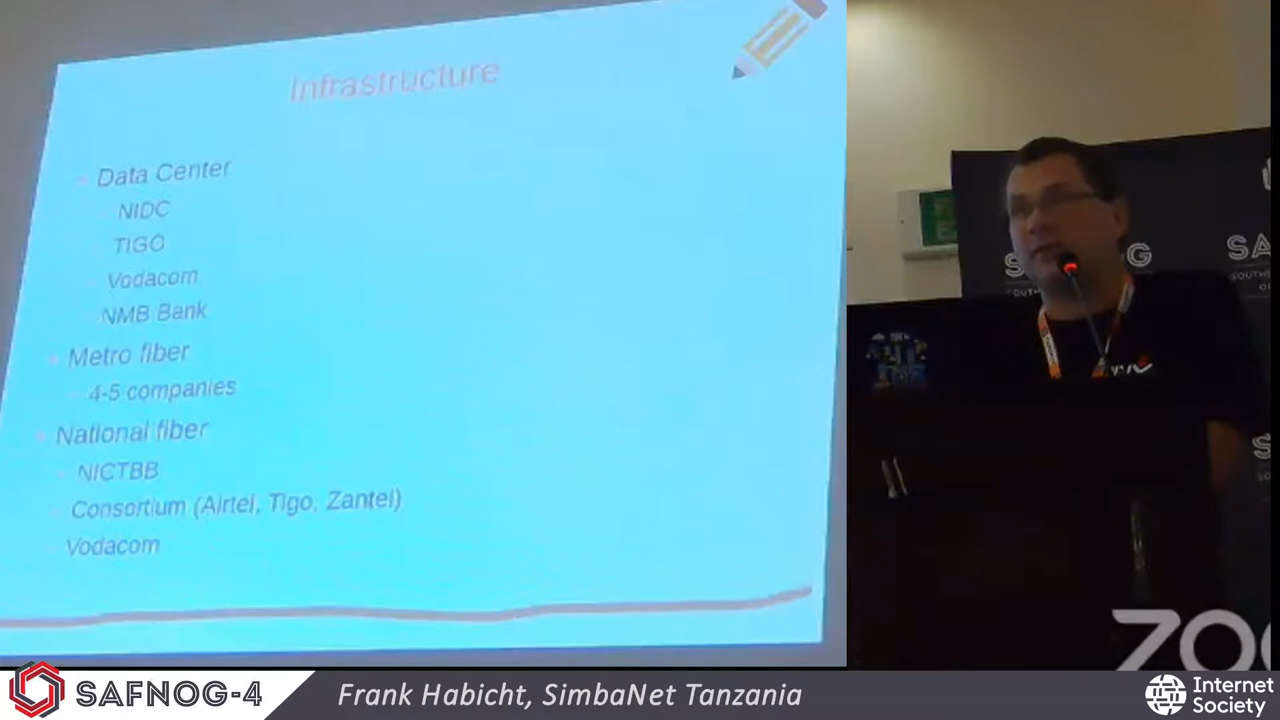 Infrastructure
Data Center
NIDC
TIGO
Vodacom
NMB Bank
Metro fiber
4-5 companies
National fiber
NICTBB
Consortium (Airtel, Tigo, Zantel)
Vodacom
ZO
SAFNOG-4
Frank Habicht, SimbaNet Tanzania
Internet
Society